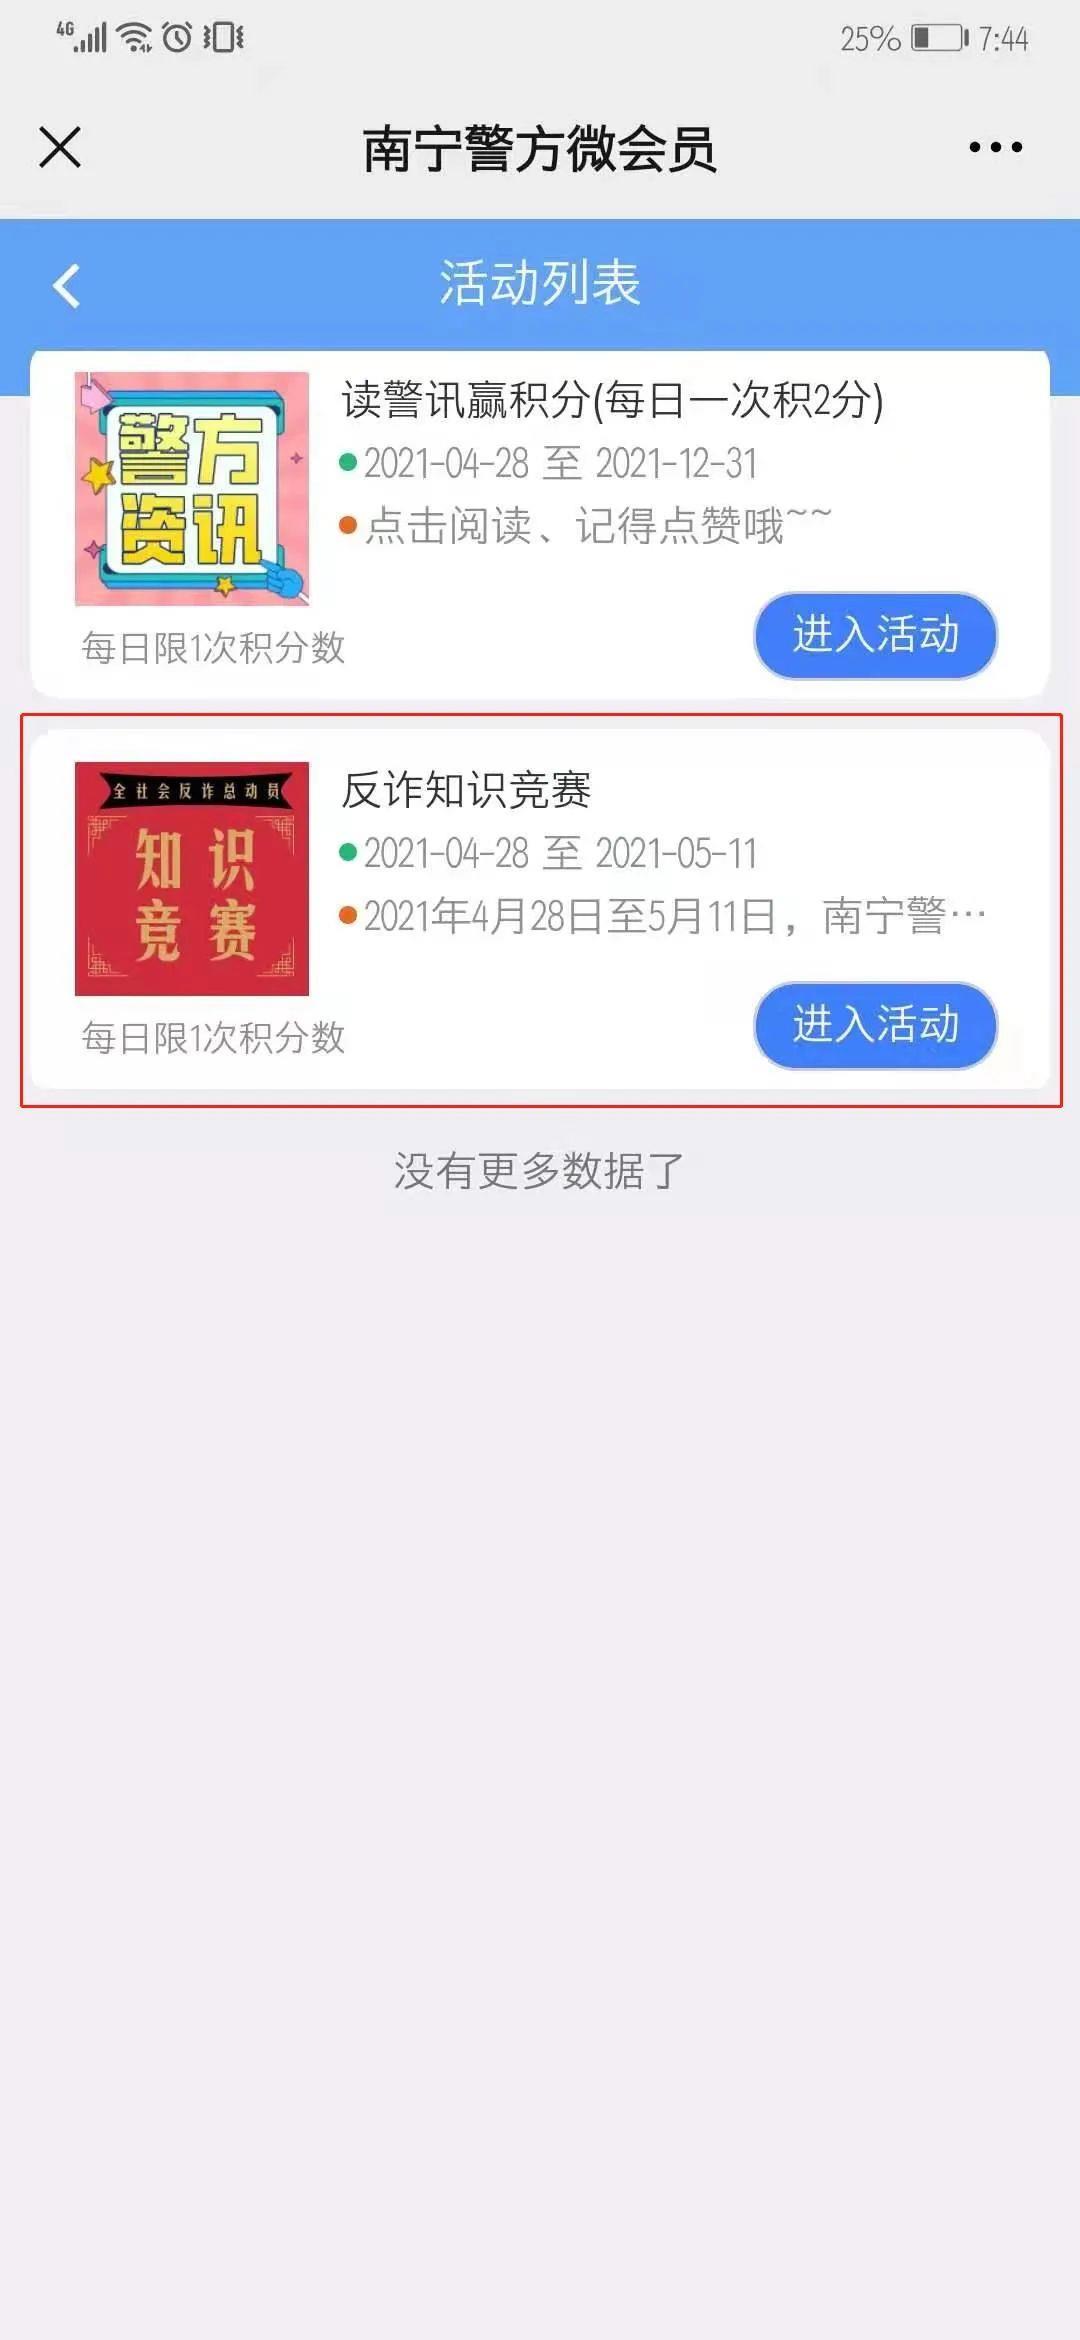 4G
25%
7:44
南宁警方微会员
活动列表
警方
资讯
读警讯赢积分(每日一次积2分)
2021-04-28 至 2021-12-31
点击阅读、记得点赞哦~~
每日限1次积分数
进入活动
全社会反诈总动员
知识
竞赛
反诈知识竞赛
2021-04-28 至 2021-05-11
2021年4月28日至5月11日，南宁警…
每日限1次积分数
进入活动
没有更多数据了